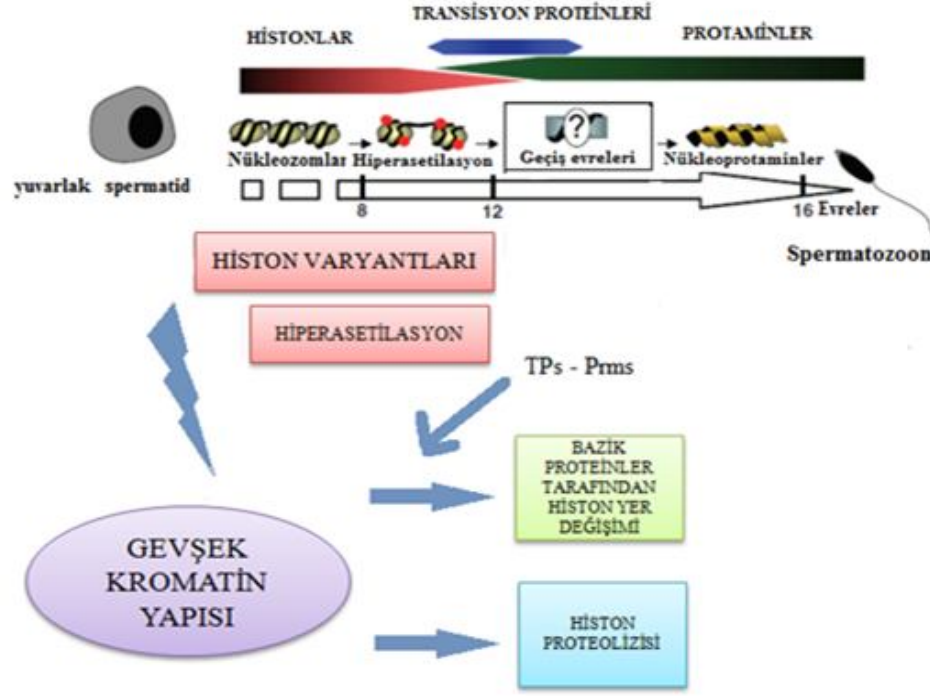 TRANSİSYON PROTEİNLERİ
HİSTONLAR
PROTAMİNLER
?
Nükleozomlar
Hiperasetilasyon
Geçiş evreleri
Nükleoprotaminler
yuvarlak spermatid
8
12
16
Evreler
Spermatozoon
HİSTON VARYANTLARI
HİPERASETİLASYON
TPs - Prms
BAZİK
PROTEİNLER
TARAFINDAN
HİSTON YER
DEĞİŞİMİ
GEVŞEK
KROMATİN
YAPISI
HİSTON
PROTEOLİZİSİ